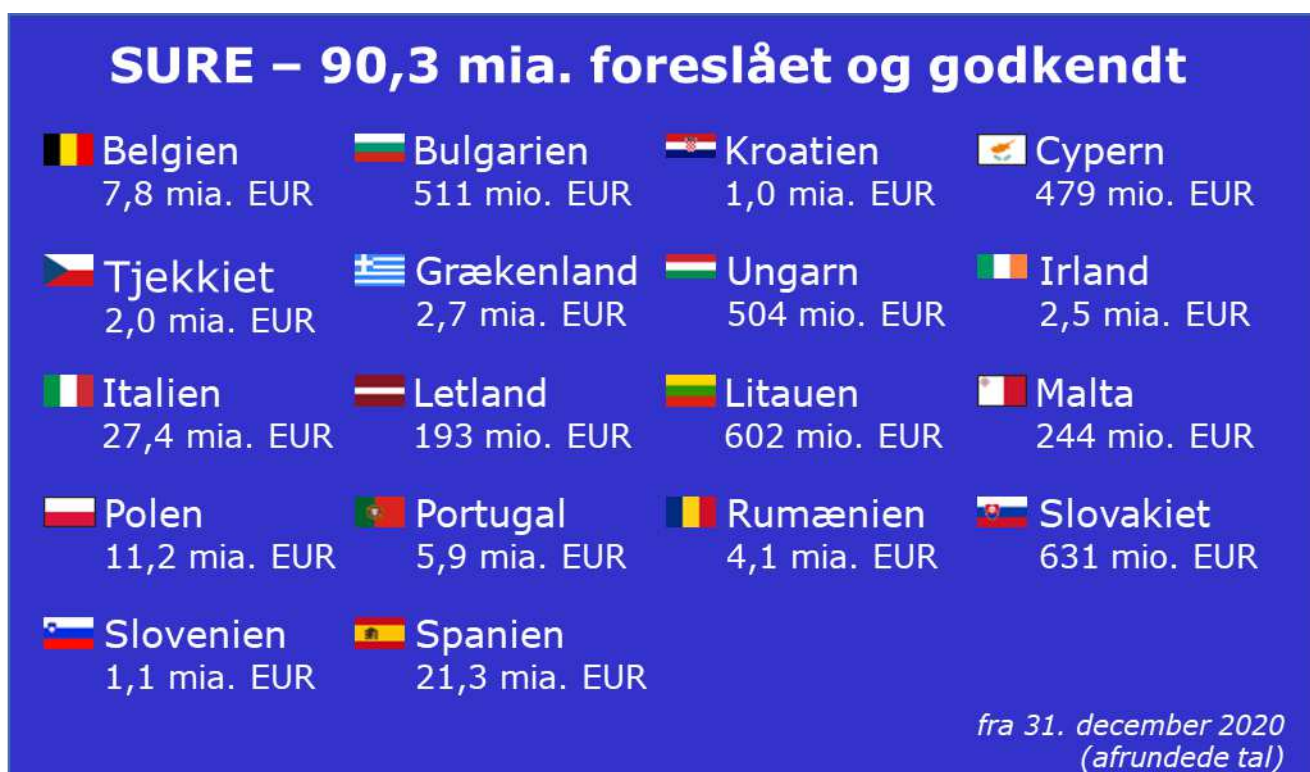 SURE – 90,3 mia. foreslået og godkendt
Belgien
7,8 mia. EUR
Bulgarien
511 mio. EUR
Kroatien
1,0 mia. EUR
Cypern
479 mio. EUR
Tjekkiet
2,0 mia. EUR
Grækenland
2,7 mia. EUR
Ungarn
504 mio. EUR
Irland
2,5 mia. EUR
Italien
27,4 mia. EUR
Letland
193 mio. EUR
Litauen
602 mio. EUR
Malta
244 mio. EUR
Polen
11,2 mia. EUR
Portugal
5,9 mia. EUR
Rumænien
4,1 mia. EUR
Slovakiet
631 mio. EUR
Slovenien
1,1 mia. EUR
Spanien
21,3 mia. EUR
fra 31. december 2020
(afrundede tal)